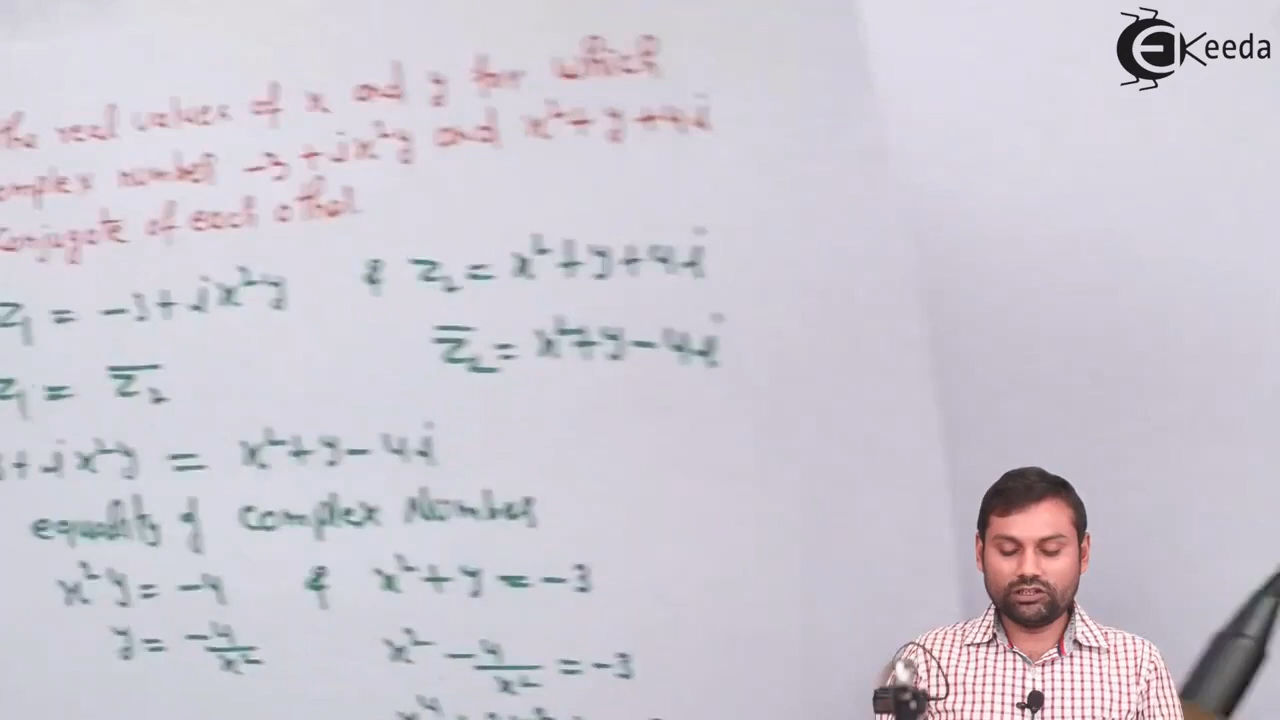 Keeda
the real values of x and y for which
complex number -3+ix²y and x²+y+4i
Conjugate of each other.
z₁ = -3+ix²y & z₂ = x²+y+4i
z̄₂ = x²+y-4i
z₁ = z̄₂
3+ix²y = x²+y-4i
equality of complex Number
x²y = -4 & x²+y = -3
y = -4/x² x² - 4/x² = -3